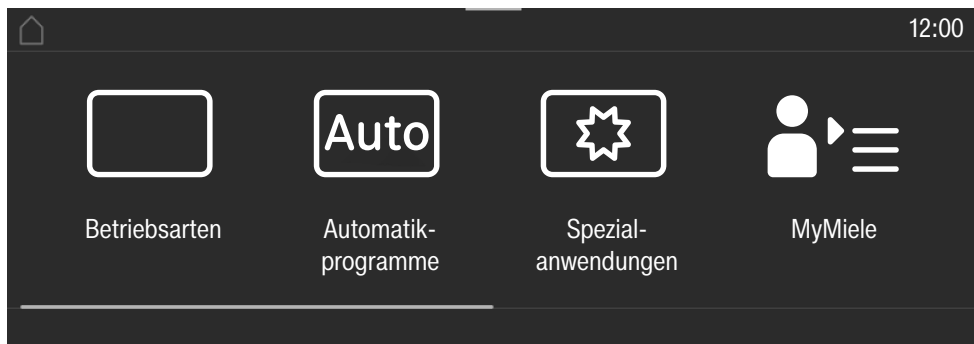 12:00
Auto
Betriebsarten
Automatik-
programme
Spezial-
anwendungen
MyMiele